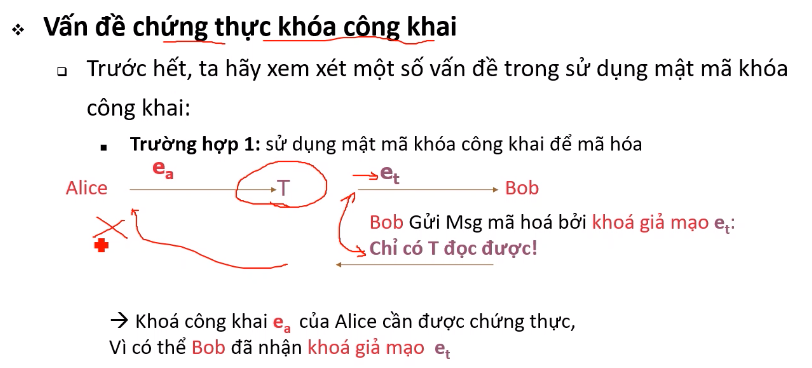 ❖ Vấn đề chứng thực khóa công khai
❑ Trước hết, ta hãy xem xét một số vấn đề trong sử dụng mật mã khóa
công khai:
▪ Trường hợp 1: sử dụng mật mã khóa công khai để mã hóa
eₐ eₜ
Alice T Bob
Bob Gửi Msg mã hoá bởi khoá giả mạo eₜ:
Chỉ có T đọc được!
→ Khoá công khai eₐ của Alice cần được chứng thực,
Vì có thể Bob đã nhận khoá giả mạo eₜ